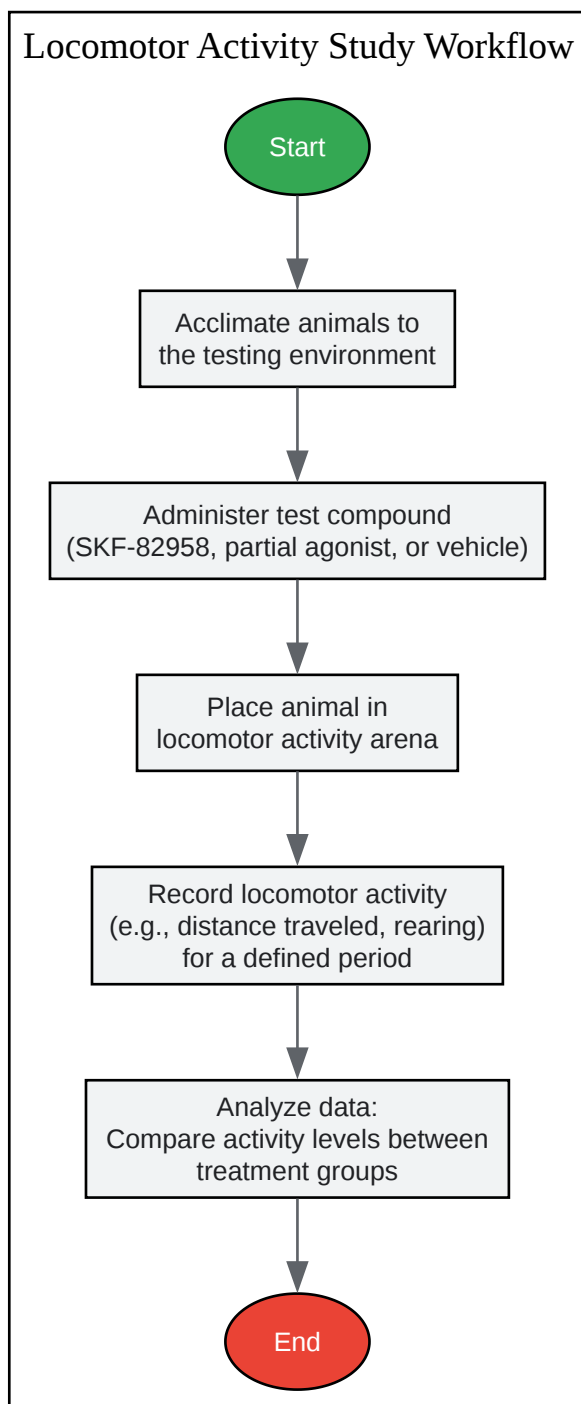 Locomotor Activity Study Workflow
Start
Acclimate animals to
the testing environment
Administer test compound
(SKF-82958, partial agonist, or vehicle)
Place animal in
locomotor activity arena
Record locomotor activity
(e.g., distance traveled, rearing)
for a defined period
Analyze data:
Compare activity levels between
treatment groups
End